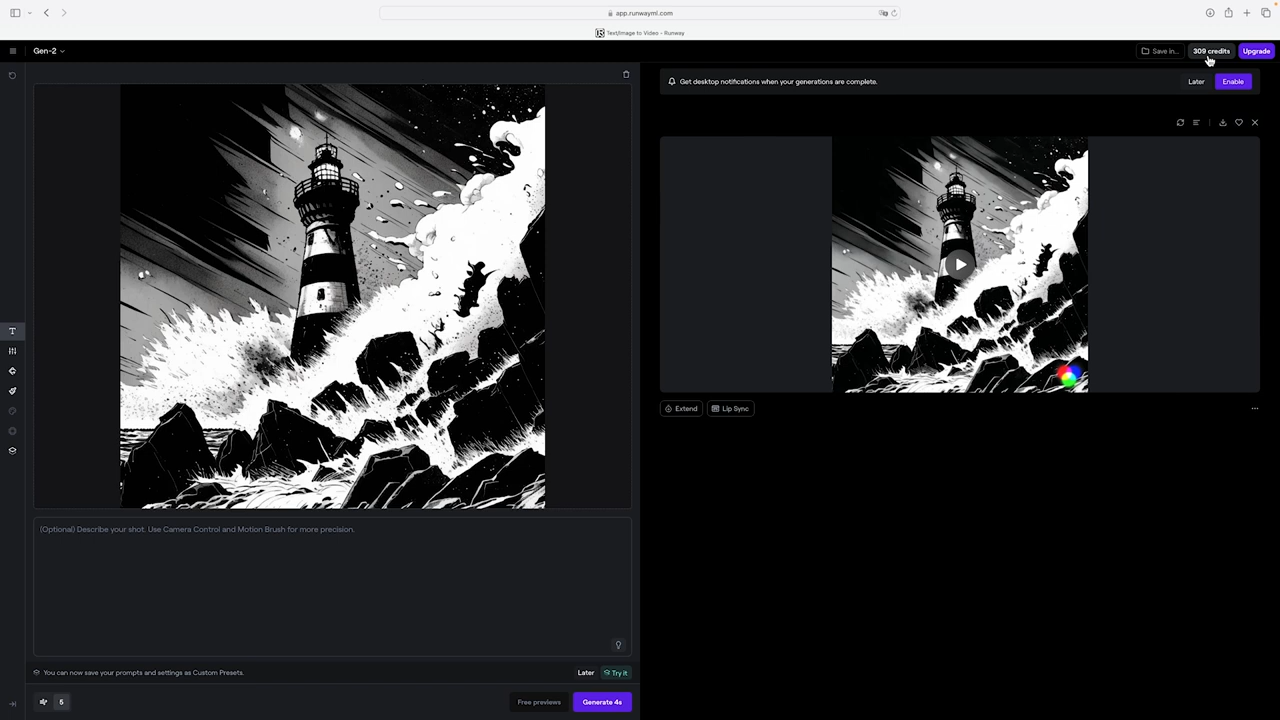 app.runwayml.com
Text/Image to Video - Runway
Gen-2
Save in...
309 credits
Upgrade
Get desktop notifications when your generations are complete.
Later
Enable
Extend
Lip Sync
(Optional) Describe your shot. Use Camera Control and Motion Brush for more precision.
You can now save your prompts and settings as Custom Presets.
Later
Try it
5
Free previews
Generate 4s